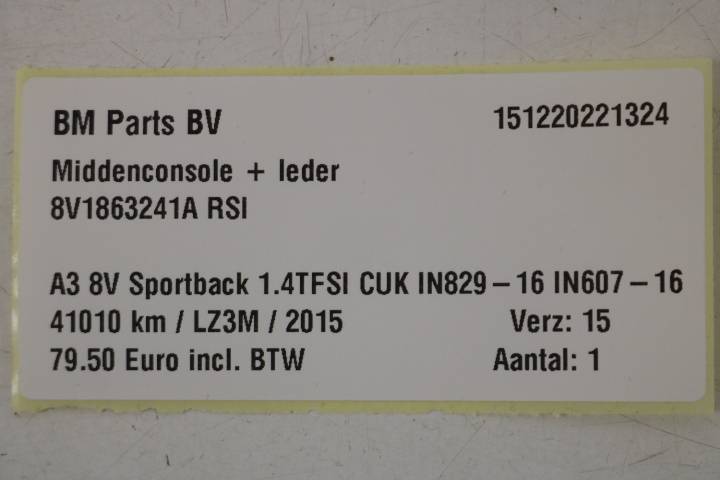 BM Parts BV 151220221324
Middenconsole + leder
8V1863241A RSI
A3 8V Sportback 1.4TFSI CUK IN829 – 16 IN607 – 16
41010 km / LZ3M / 2015 Verz: 15
79.50 Euro incl. BTW Aantal: 1